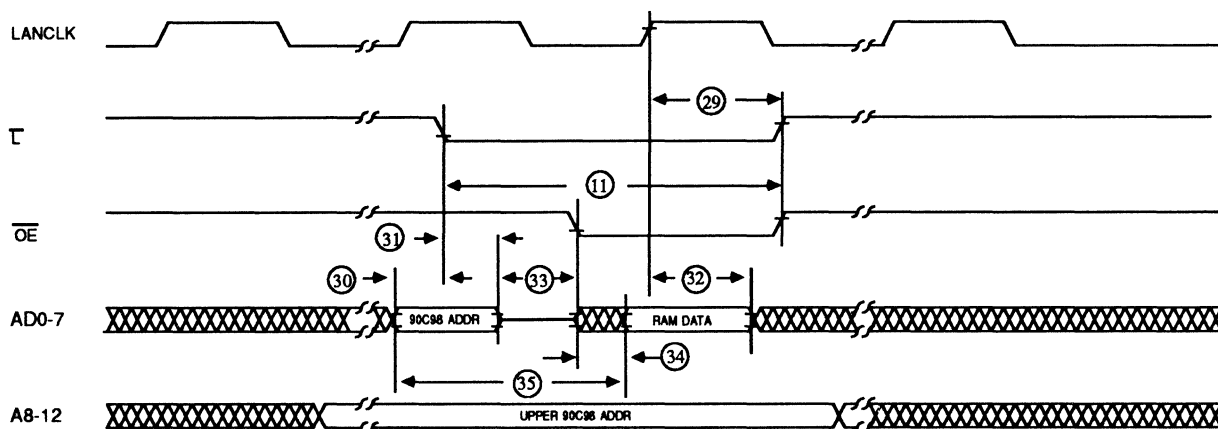 LANCLK
29
L
11
OE
31
30
33
32
AD0-7
90C98 ADDR
RAM DATA
34
35
A8-12
UPPER 90C98 ADDR